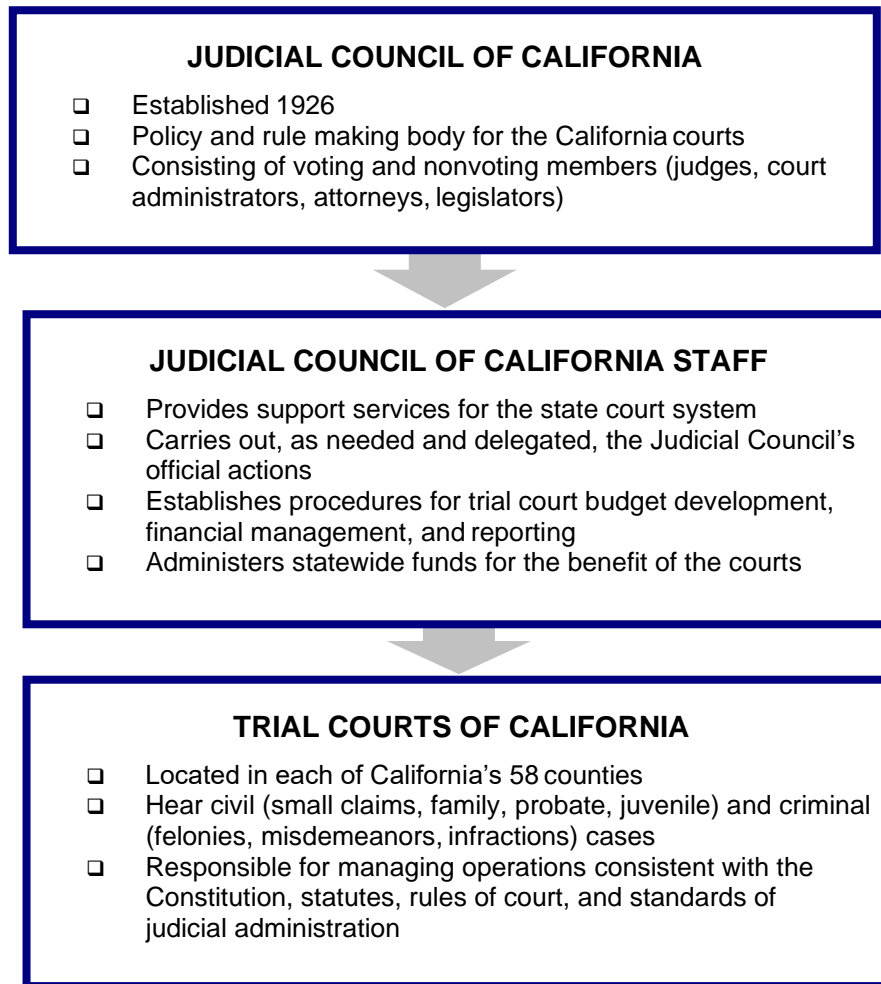 JUDICIAL COUNCIL OF CALIFORNIA
❑ Established 1926
❑ Policy and rule making body for the California courts
❑ Consisting of voting and nonvoting members (judges, court
administrators, attorneys, legislators)
JUDICIAL COUNCIL OF CALIFORNIA STAFF
❑ Provides support services for the state court system
❑ Carries out, as needed and delegated, the Judicial Council’s
official actions
❑ Establishes procedures for trial court budget development,
financial management, and reporting
❑ Administers statewide funds for the benefit of the courts
TRIAL COURTS OF CALIFORNIA
❑ Located in each of California’s 58 counties
❑ Hear civil (small claims, family, probate, juvenile) and criminal
(felonies, misdemeanors, infractions) cases
❑ Responsible for managing operations consistent with the
Constitution, statutes, rules of court, and standards of
judicial administration